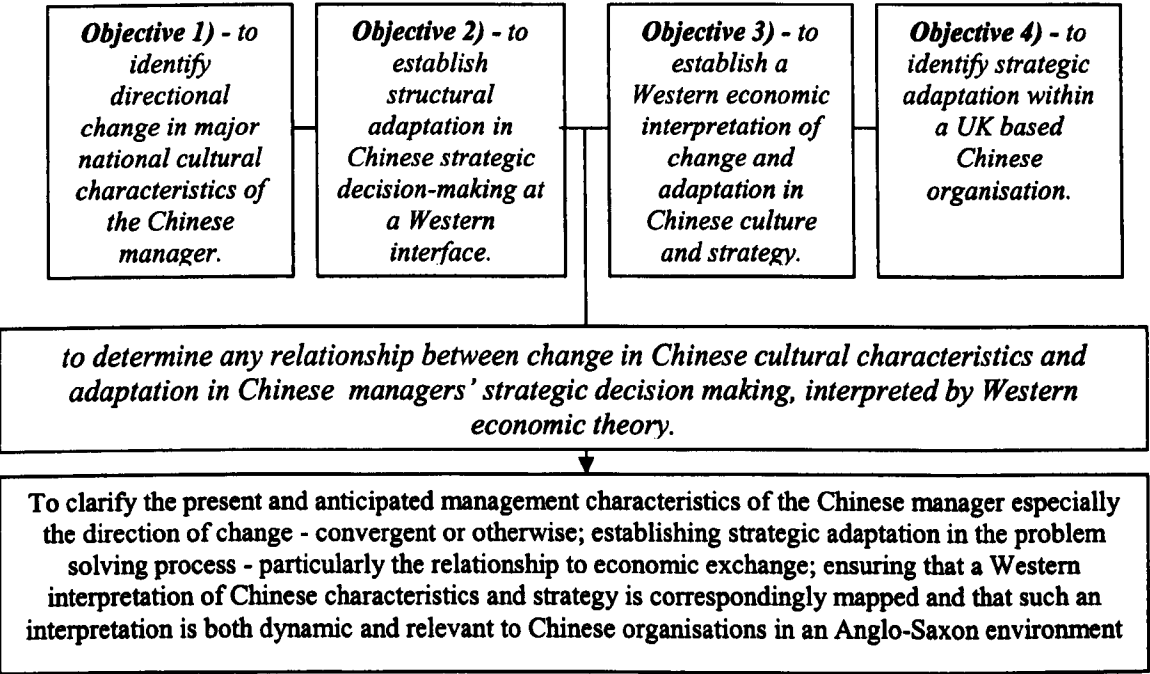 Objective 1) - to
identify
directional
change in major
national cultural
characteristics of
the Chinese
manager.
Objective 2) - to
establish
structural
adaptation in
Chinese strategic
decision-making at
a Western
interface.
Objective 3) - to
establish a
Western economic
interpretation of
change and
adaptation in
Chinese culture
and strategy.
Objective 4) - to
identify strategic
adaptation within
a UK based
Chinese
organisation.
to determine any relationship between change in Chinese cultural characteristics and
adaptation in Chinese managers' strategic decision making, interpreted by Western
economic theory.
To clarify the present and anticipated management characteristics of the Chinese manager especially
the direction of change - convergent or otherwise; establishing strategic adaptation in the problem
solving process - particularly the relationship to economic exchange; ensuring that a Western
interpretation of Chinese characteristics and strategy is correspondingly mapped and that such an
interpretation is both dynamic and relevant to Chinese organisations in an Anglo-Saxon environment